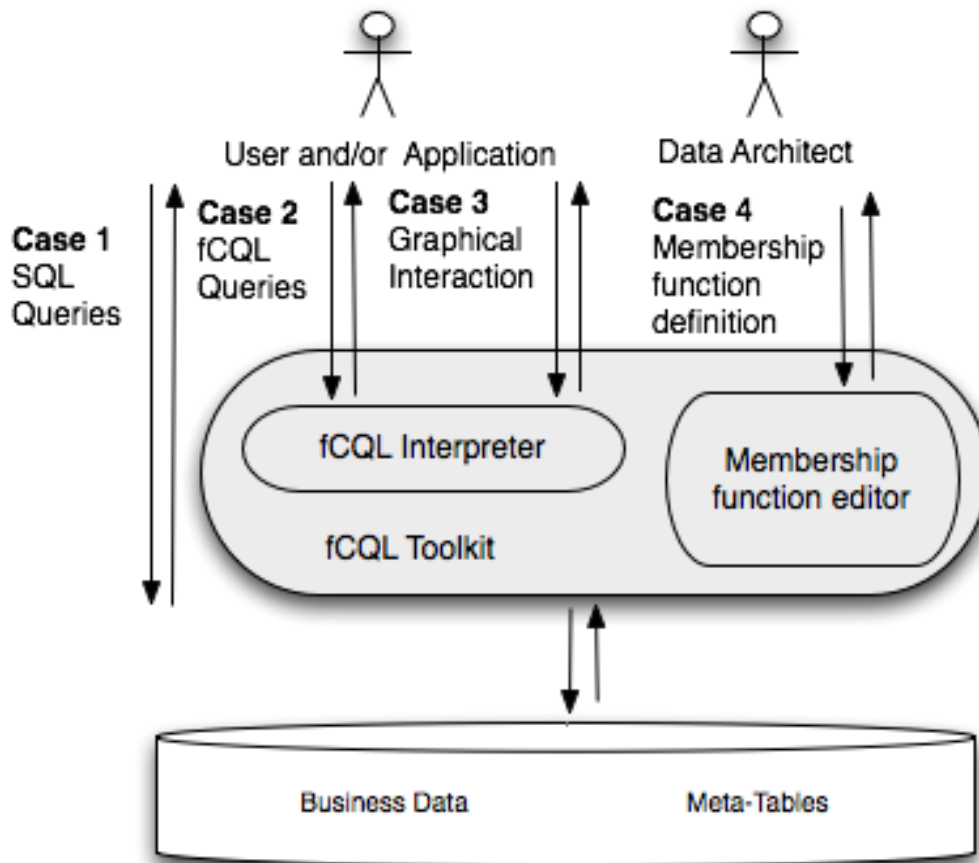 User and/or Application
Data Architect
Case 1
SQL
Queries
Case 2
fCQL
Queries
Case 3
Graphical
Interaction
Case 4
Membership
function
definition
fCQL Interpreter
Membership
function editor
fCQL Toolkit
Business Data
Meta-Tables